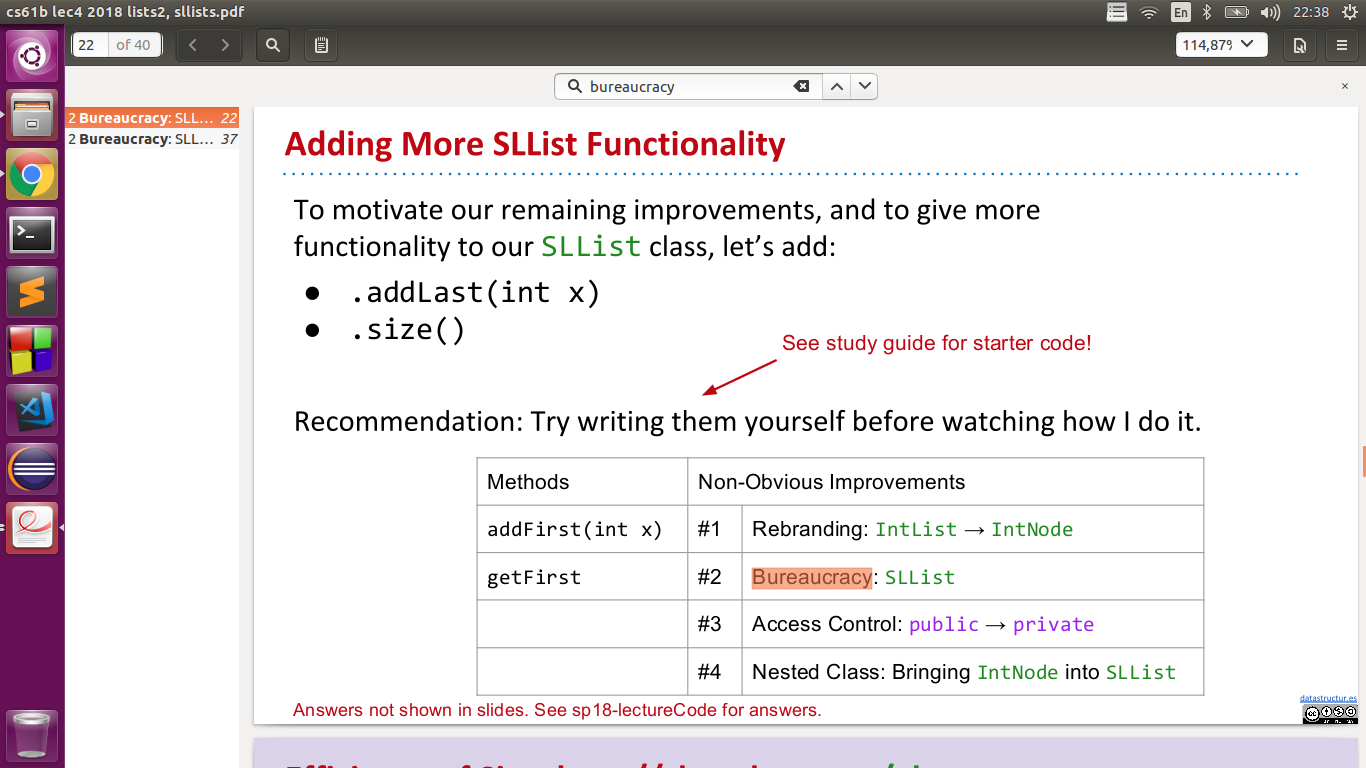 cs61b lec4 2018 lists2, sllists.pdf
En
22:38
22 of 40
114,87%
bureaucracy
2 Bureaucracy: SLL... 22
2 Bureaucracy: SLL... 37
Adding More SLList Functionality
To motivate our remaining improvements, and to give more
functionality to our SLList class, let’s add:
● .addLast(int x)
● .size()
See study guide for starter code!
Recommendation: Try writing them yourself before watching how I do it.
Methods Non-Obvious Improvements
addFirst(int x) #1 Rebranding: IntList → IntNode
getFirst #2 Bureaucracy: SLList
#3 Access Control: public → private
#4 Nested Class: Bringing IntNode into SLList
datastructur.es
Answers not shown in slides. See sp18-lectureCode for answers.